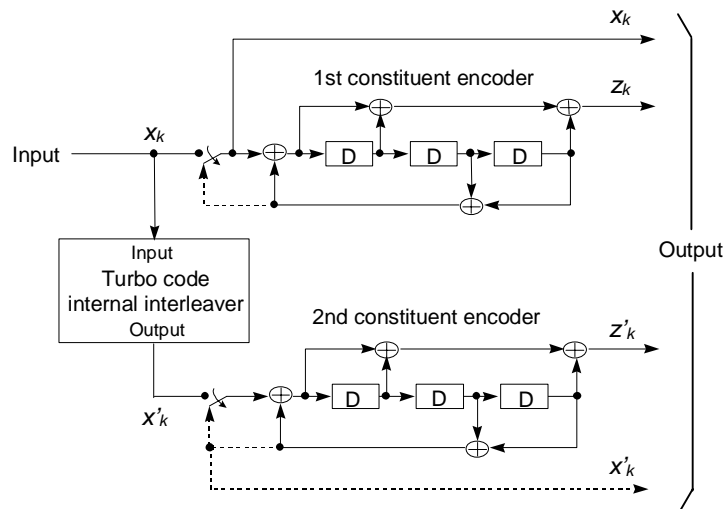 x_k
1st constituent encoder
z_k
x_k
Input
D D D
Input
Turbo code
internal interleaver
Output
Output
2nd constituent encoder
z'_k
D D D
x'_k
x'_k